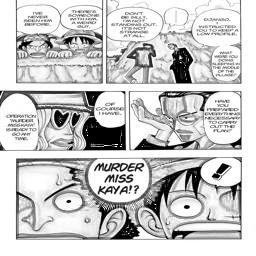 DJANGO,
I
INSTRUCTED
YOU TO KEEP A
LOW PROFILE.
WHAT
WERE YOU
DOING
SLEEPING IN
THE MIDDLE
OF THE
VILLAGE?
DON'T
BE SILLY.
I'M NOT
STANDING OUT.
IT'S NOT
STRANGE
AT ALL.
THERE'S
SOMEONE WITH
HIM. A
WEIRD
GUY.
I'VE
NEVER
SEEN HIM
BEFORE.
HAVE YOU
PREPARED
EVERYTHING
NECESSARY
TO CARRY
OUT
THE PLAN?
OF
COURSE
I HAVE.
OPERATION
"MURDER
MISS KAYA"
IS READY TO
GO ANY
TIME.
!
MURDER
MISS
KAYA!?